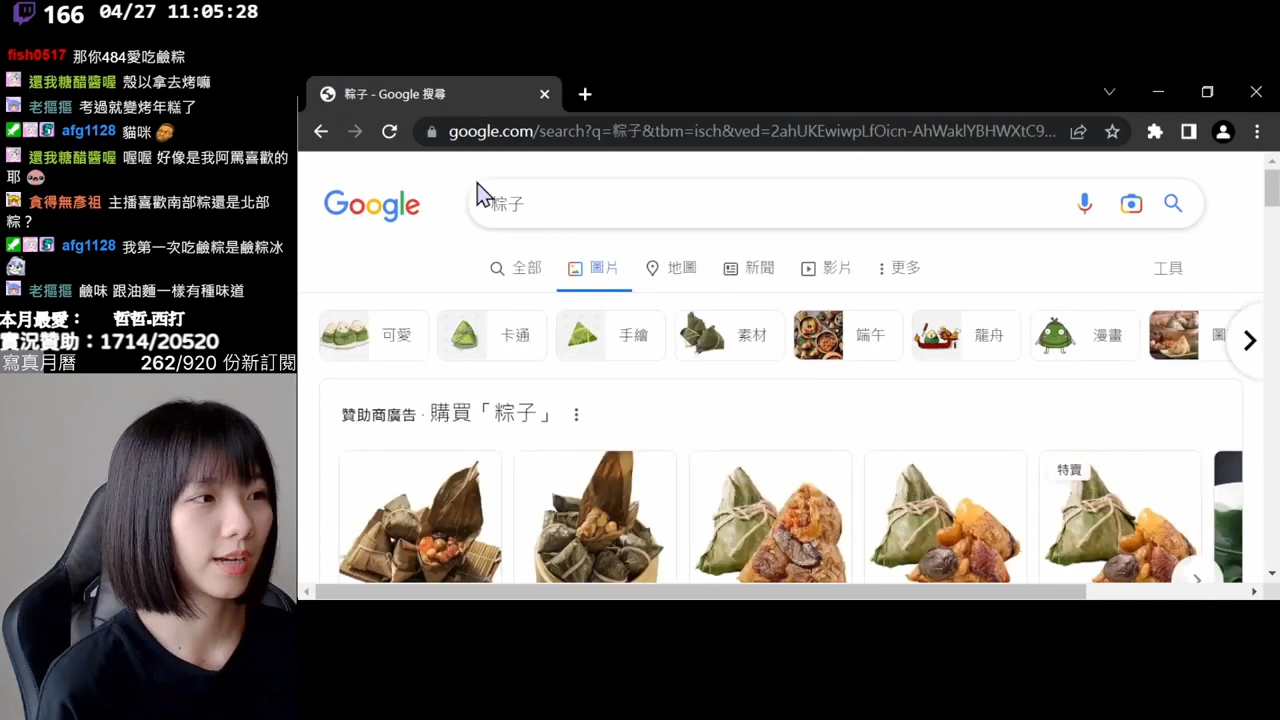 166 04/27 11:05:28
fish0517 那你484愛吃鹼粽
還我糖醋醬喔 殼以拿去烤嘛
老摳摳 考過就變烤年糕了
afg1128 貓咪
還我糖醋醬喔 喔喔 好像是我阿罵喜歡的
耶
貪得無彥祖 主播喜歡南部粽還是北部
粽？
afg1128 我第一次吃鹼粽是鹼粽冰
老摳摳 鹼味 跟油麵一樣有種味道
本月最愛： 哲哲.西打
實況贊助：1714/20520
寫真月曆 262/920 份新訂閱
粽子 - Google 搜尋
google.com/search?q=粽子&tbm=isch&ved=2ahUKEwiwpLfOicn-AhWaklYBHWXtC9...
Google
粽子
全部 圖片 地圖 新聞 影片 更多 工具
可愛 卡通 手繪 素材 端午 龍舟 漫畫 圖
贊助商廣告 · 購買「粽子」
特賣